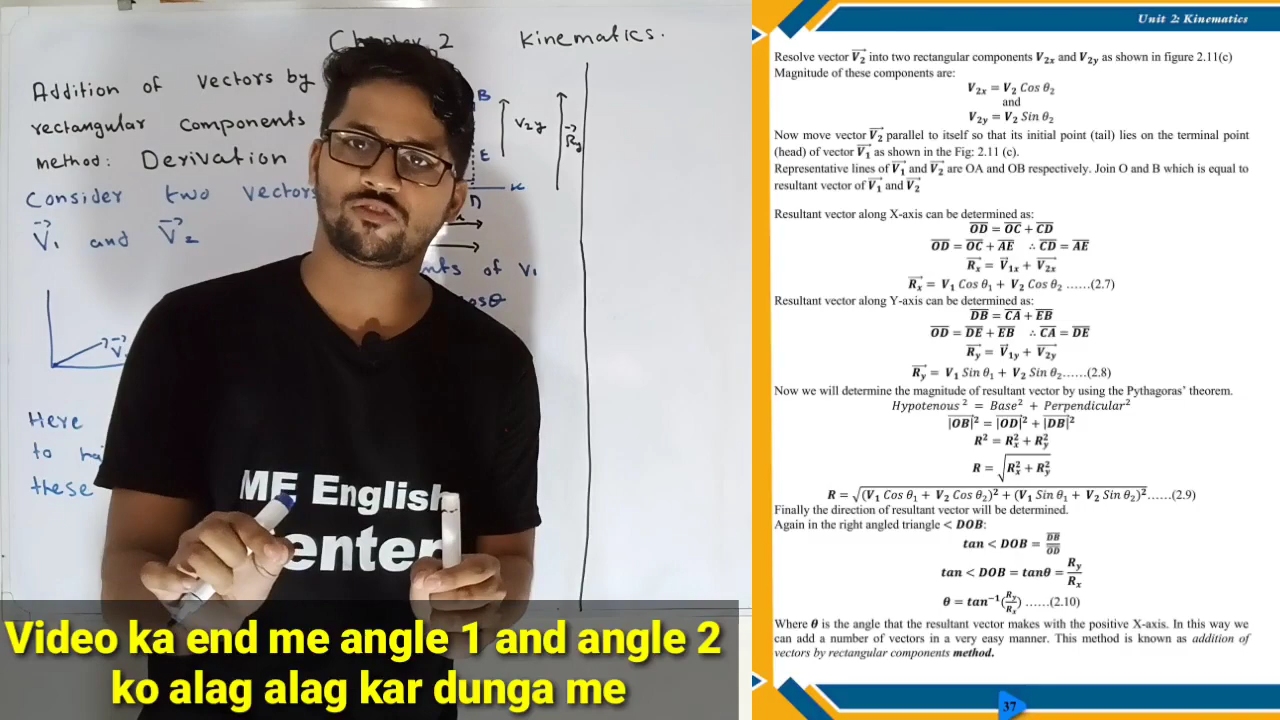 Chapter 2 Kinematics.
Addition of vectors by
rectangular components
method: Derivation
Consider two vectors
V₁ and V₂
B
V₂y
Ry
E
x
D
V
nts of V₁
cosθ
Here
to
these
ME English
enter
Video ka end me angle 1 and angle 2
ko alag alag kar dunga me
Unit 2: Kinematics
Resolve vector V₂ into two rectangular components V₂ₓ and V₂y as shown in figure 2.11(c)
Magnitude of these components are:
V₂ₓ = V₂ Cos θ₂
and
V₂y = V₂ Sin θ₂
Now move vector V₂ parallel to itself so that its initial point (tail) lies on the terminal point
(head) of vector V₁ as shown in the Fig: 2.11 (c).
Representative lines of V₁ and V₂ are OA and OB respectively. Join O and B which is equal to
resultant vector of V₁ and V₂
Resultant vector along X-axis can be determined as:
OD = OC + CD
OD = OC + AE ∴ CD = AE
Rₓ = V₁ₓ + V₂ₓ
Rₓ = V₁ Cos θ₁ + V₂ Cos θ₂ ......(2.7)
Resultant vector along Y-axis can be determined as:
DB = CA + EB
OD = DE + EB ∴ CA = DE
Ry = V₁y + V₂y
Ry = V₁ Sin θ₁ + V₂ Sin θ₂......(2.8)
Now we will determine the magnitude of resultant vector by using the Pythagoras’ theorem.
Hypotenous ² = Base² + Perpendicular²
|OB|² = |OD|² + |DB|²
R² = Rₓ² + Ry²
R = √(Rₓ² + Ry²)
R = √((V₁ Cos θ₁ + V₂ Cos θ₂)² + (V₁ Sin θ₁ + V₂ Sin θ₂)²)......(2.9)
Finally the direction of resultant vector will be determined.
Again in the right angled triangle < DOB:
tan < DOB = DB/OD
tan < DOB = tanθ = Ry/Rₓ
θ = tan⁻¹(Ry/Rₓ) ......(2.10)
Where θ is the angle that the resultant vector makes with the positive X-axis. In this way we
can add a number of vectors in a very easy manner. This method is known as addition of
vectors by rectangular components method.
37